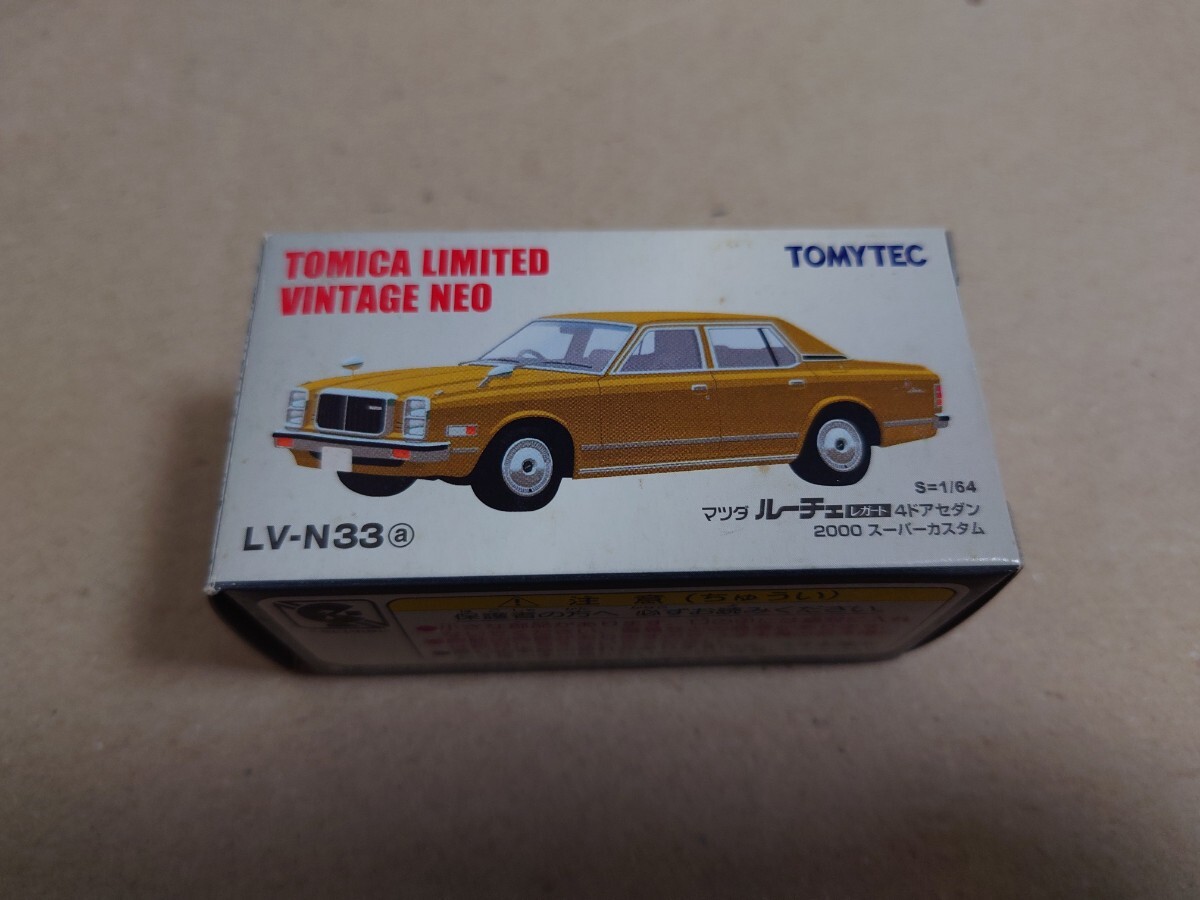 TOMICA LIMITED
VINTAGE NEO
TOMYTEC
S=1/64
LV-N33ⓐ
マツダ ルーチェ レガート 4ドアセダン
2000 スーパーカスタム
注意(ちゅうい)
保護者の方へ 必ずお読みください。